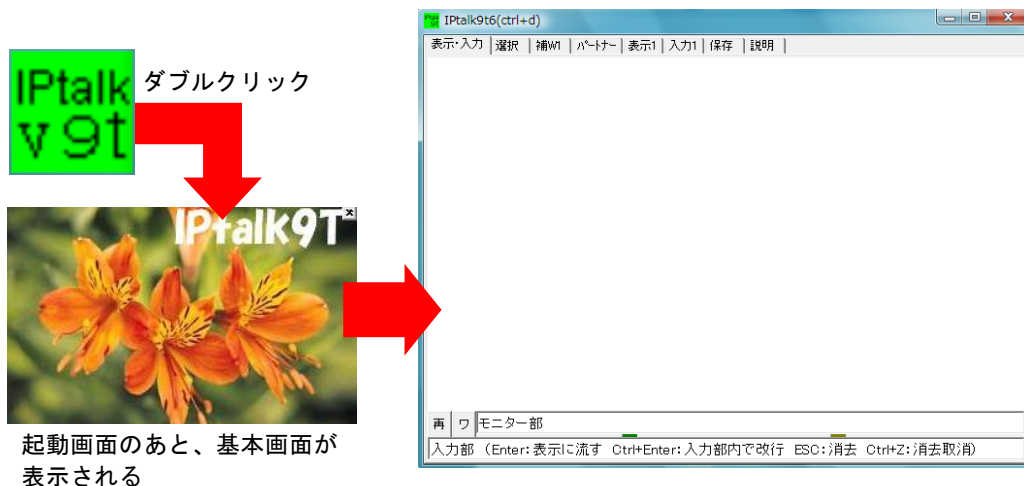 IPtalk
v 9t
ダブルクリック
IPtalk9T
起動画面のあと、基本画面が
表示される
IPtalk9t6(ctrl+d)
表示・入力 選択 補W1 パートナー 表示1 入力1 保存 説明
再 ワ モニター部
入力部 (Enter:表示に流す Ctrl+Enter:入力部内で改行 ESC:消去 Ctrl+Z:消去取消)